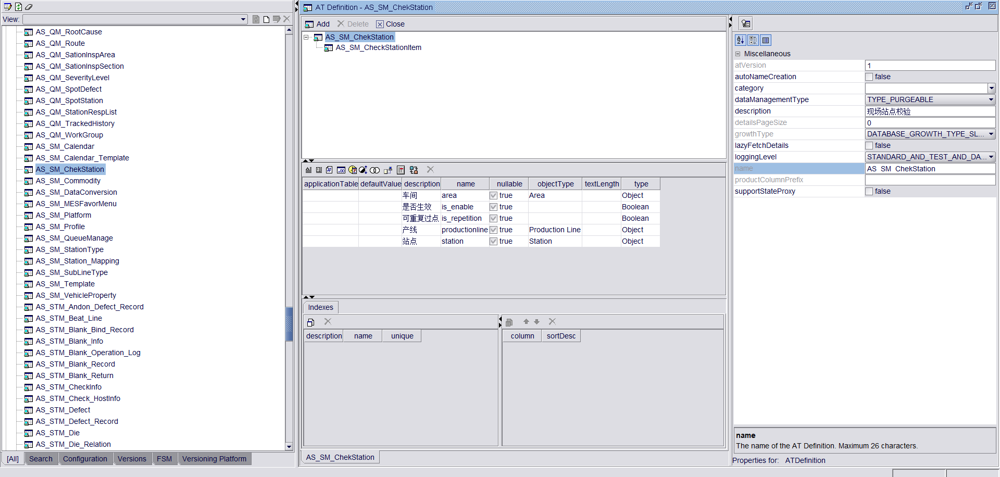 View:
AS_QM_RootCause
AS_QM_Route
AS_QM_SationInspArea
AS_QM_SationInspSection
AS_QM_SeverityLevel
AS_QM_SpotDefect
AS_QM_SpotStation
AS_QM_StationRespList
AS_QM_TrackedHistory
AS_QM_WorkGroup
AS_SM_Calendar
AS_SM_Calendar_Template
AS_SM_ChekStation
AS_SM_Commodity
AS_SM_DataConversion
AS_SM_MESFavorMenu
AS_SM_Platform
AS_SM_Profile
AS_SM_QueueManage
AS_SM_StationType
AS_SM_Station_Mapping
AS_SM_SubLineType
AS_SM_Template
AS_SM_VehicleProperty
AS_STM_Andon_Defect_Record
AS_STM_Beat_Line
AS_STM_Blank_Bind_Record
AS_STM_Blank_Info
AS_STM_Blank_Operation_Log
AS_STM_Blank_Record
AS_STM_Blank_Return
AS_STM_CheckInfo
AS_STM_Check_HostInfo
AS_STM_Defect
AS_STM_Defect_Record
AS_STM_Die
AS_STM_Die_Relation
[All] Search Configuration Versions FSM Versioning Platform
AT Definition - AS_SM_ChekStation
Add Delete Close
AS_SM_ChekStation
AS_SM_CheckStationItem
applicationTable defaultValue description name nullable objectType textLength type
车间 area true Area Object
是否生效 is_enable true Boolean
可重复过点 is_repetition true Boolean
产线 productionline true Production Line Object
站点 station true Station Object
Indexes
description name unique
column sortDesc
AS_SM_ChekStation
Miscellaneous
atVersion 1
autoNameCreation false
category
dataManagementType TYPE_PURGEABLE
description 现场站点校验
detailsPageSize 0
growthType DATABASE_GROWTH_TYPE_SL...
lazyFetchDetails false
loggingLevel STANDARD_AND_TEST_AND_DA...
name AS_SM_ChekStation
productColumnPrefix
supportStateProxy false
name
The name of the AT Definition. Maximum 26 characters.
Properties for: ATDefinition